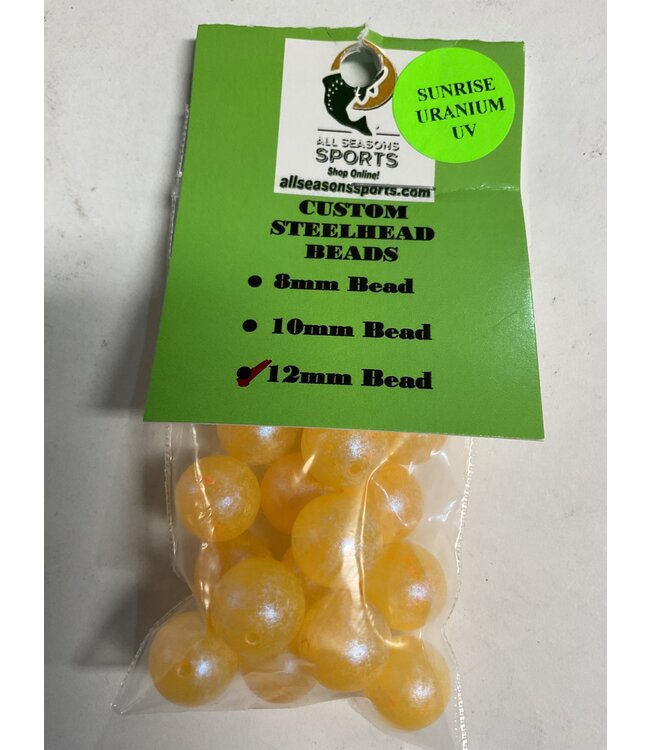 SUNRISE
URANIUM
UV
ALL SEASONS
SPORTS
Shop Online!
allseasonssports.com
CUSTOM
STEELHEAD
BEADS
8mm Bead
10mm Bead
12mm Bead